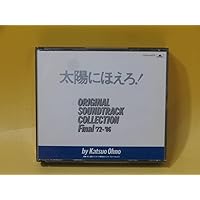 太陽にほえろ!
ORIGINAL
SOUNDTRACK
COLLECTION
Final '72-'86
by Katsuo Ohno